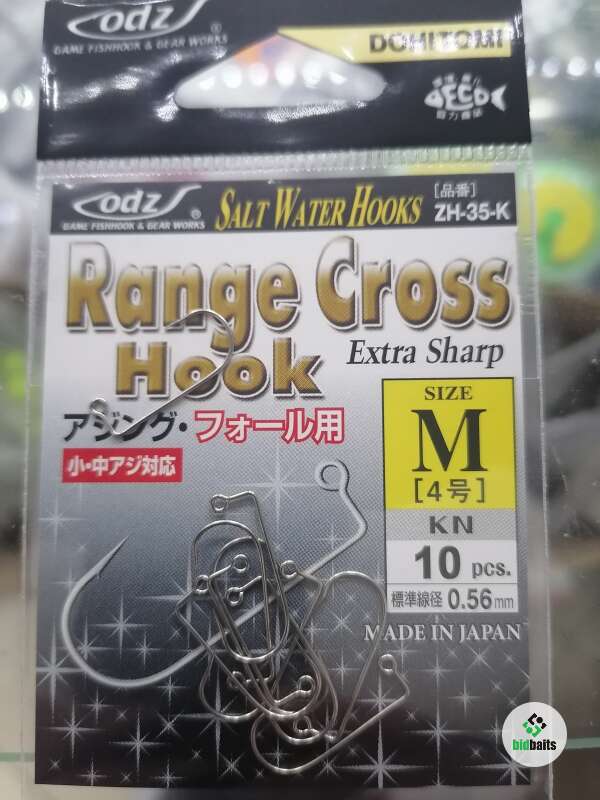 odz ®
GAME FISHHOOK & GEAR WORKS
DOHITOMI
DECO
odz ®
GAME FISHHOOK & GEAR WORKS
SALT WATER HOOKS
[品番]
ZH-35-K
Range Cross
Hook
Extra Sharp
アジング・フォール用
小・中アジ対応
SIZE
M
[4号]
KN
10 pcs.
標準線径 0.56mm
MADE IN JAPAN
bidbaits